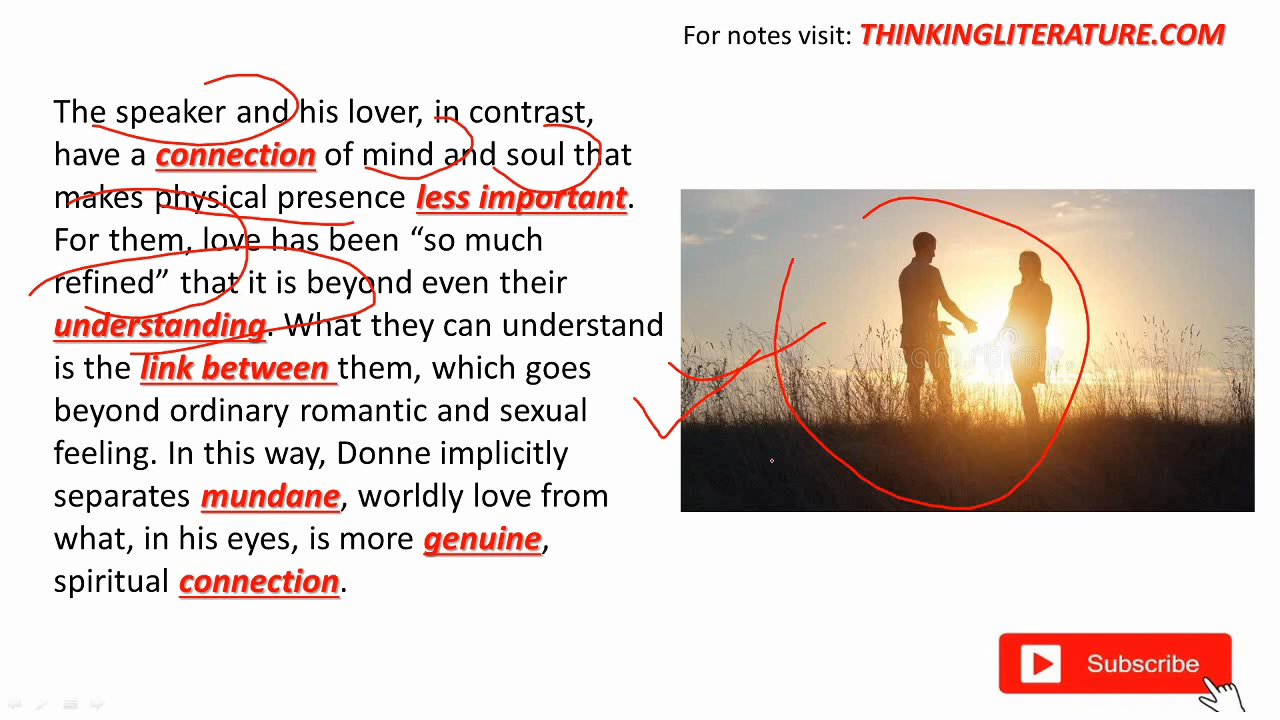 For notes visit: THINKINGLITERATURE.COM
The speaker and his lover, in contrast,
have a connection of mind and soul that
makes physical presence less important.
For them, love has been “so much
refined” that it is beyond even their
understanding. What they can understand
is the link between them, which goes
beyond ordinary romantic and sexual
feeling. In this way, Donne implicitly
separates mundane, worldly love from
what, in his eyes, is more genuine,
spiritual connection.
Subscribe